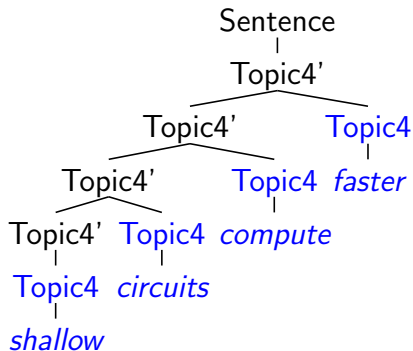 Sentence
Topic4'
Topic4' Topic4
Topic4' Topic4 faster
Topic4' Topic4 compute
Topic4 circuits
shallow